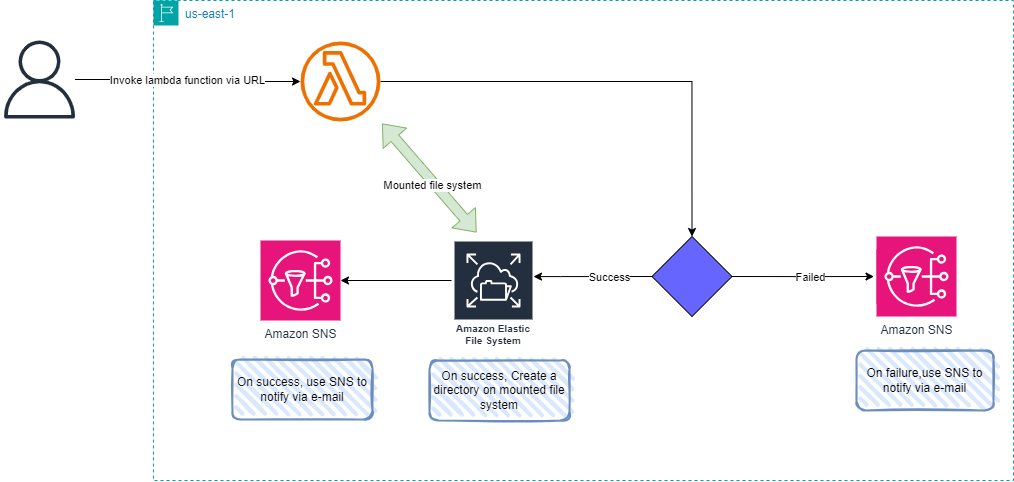 us-east-1
Invoke lambda function via URL
Mounted file system
Success
Failed
Amazon SNS
Amazon Elastic
File System
Amazon SNS
On success, use SNS to
notify via e-mail
On success, Create a
directory on mounted file
system
On failure,use SNS to
notify via e-mail